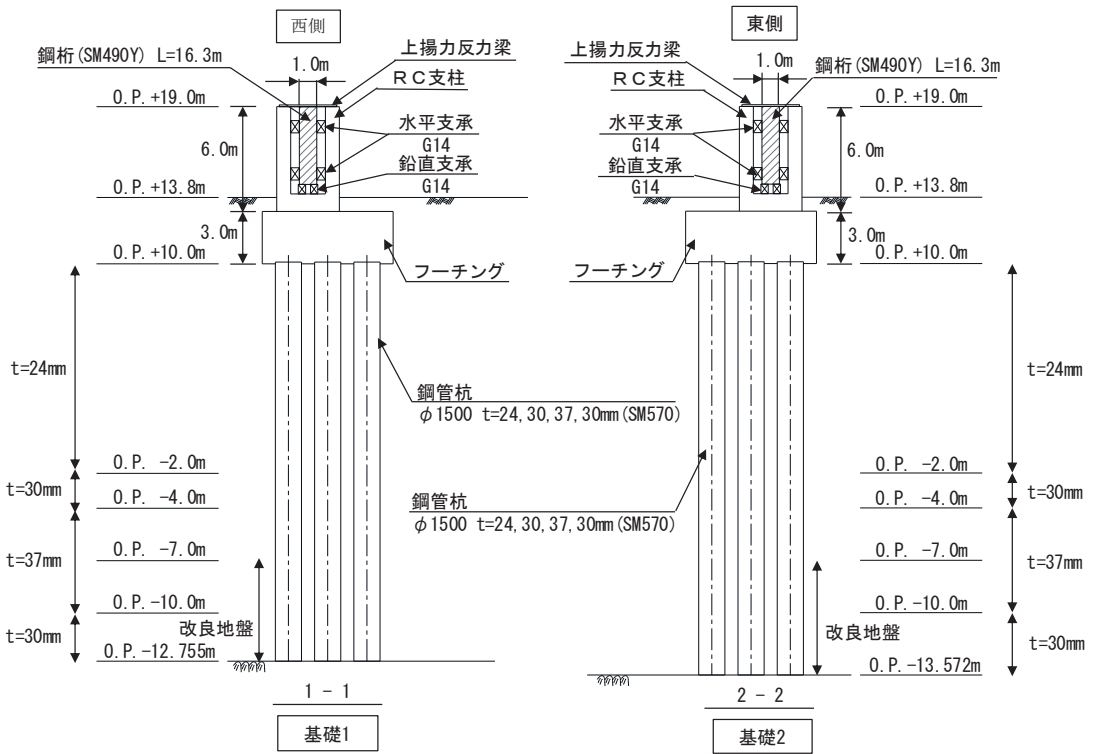 西側
鋼桁(SM490Y) L=16.3m
1.0m
上揚力反力梁
RC支柱
O.P.+19.0m
水平支承
G14
6.0m
鉛直支承
G14
O.P.+13.8m
3.0m
O.P.+10.0m
フーチング
t=24mm
鋼管杭
φ1500 t=24,30,37,30mm(SM570)
O.P. -2.0m
t=30mm
O.P. -4.0m
t=37mm
O.P. -7.0m
O.P.-10.0m
改良地盤
t=30mm
O.P.-12.755m
1 - 1
基礎1
東側
上揚力反力梁
1.0m
鋼桁(SM490Y) L=16.3m
RC支柱
O.P.+19.0m
水平支承
G14
6.0m
鉛直支承
G14
O.P.+13.8m
3.0m
O.P.+10.0m
フーチング
t=24mm
O.P. -2.0m
t=30mm
O.P. -4.0m
鋼管杭
φ1500 t=24,30,37,30mm(SM570)
O.P. -7.0m
t=37mm
O.P.-10.0m
改良地盤
t=30mm
O.P.-13.572m
2 - 2
基礎2